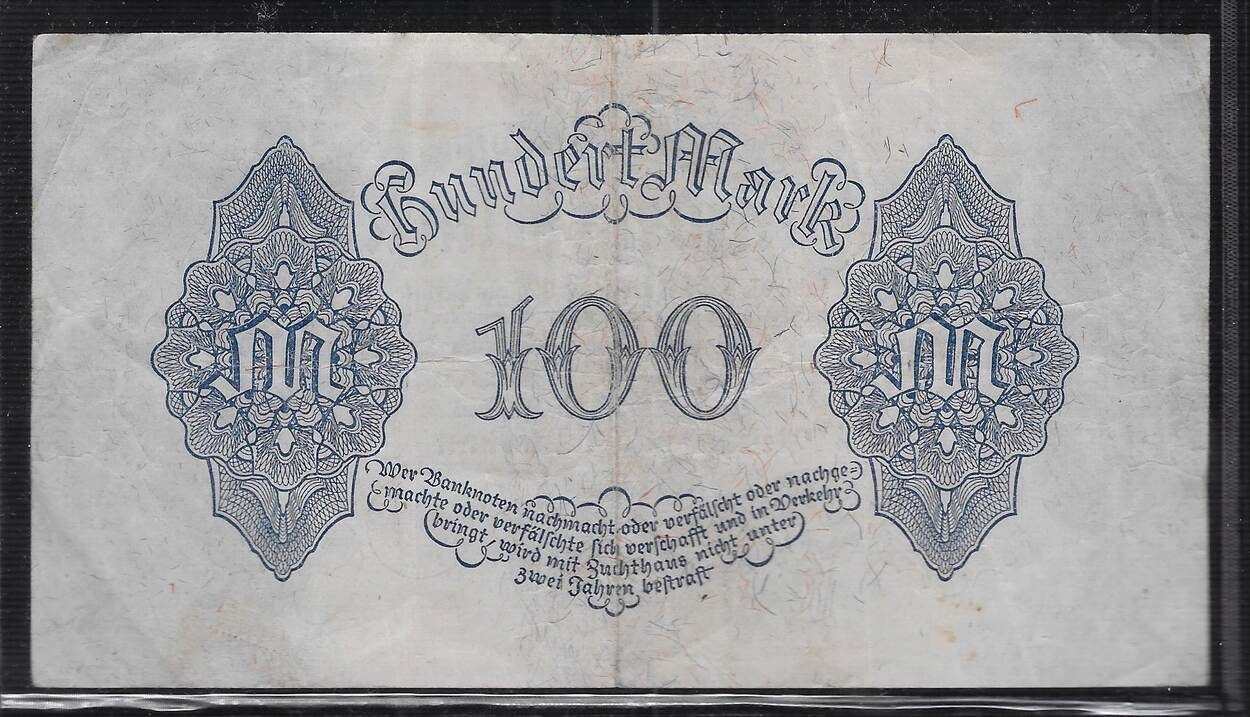 Hundert Mark
M
100
M
Wer Banknoten nachmacht oder verfälscht oder nachge=
machte oder verfälschte sich verschafft und in Verkehr
bringt, wird mit Zuchthaus nicht unter
zwei Jahren bestraft